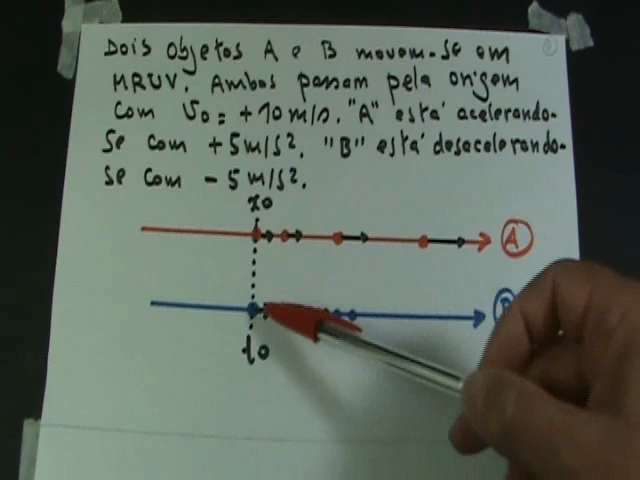 Dois objetos A e B movem-se em
MRUV. Ambos passam pela origem
com v0 = +10 m/s. "A" está acelerando-
se com +5 m/s². "B" está desacelerando-
se com - 5 m/s².
x0
A
B
t0